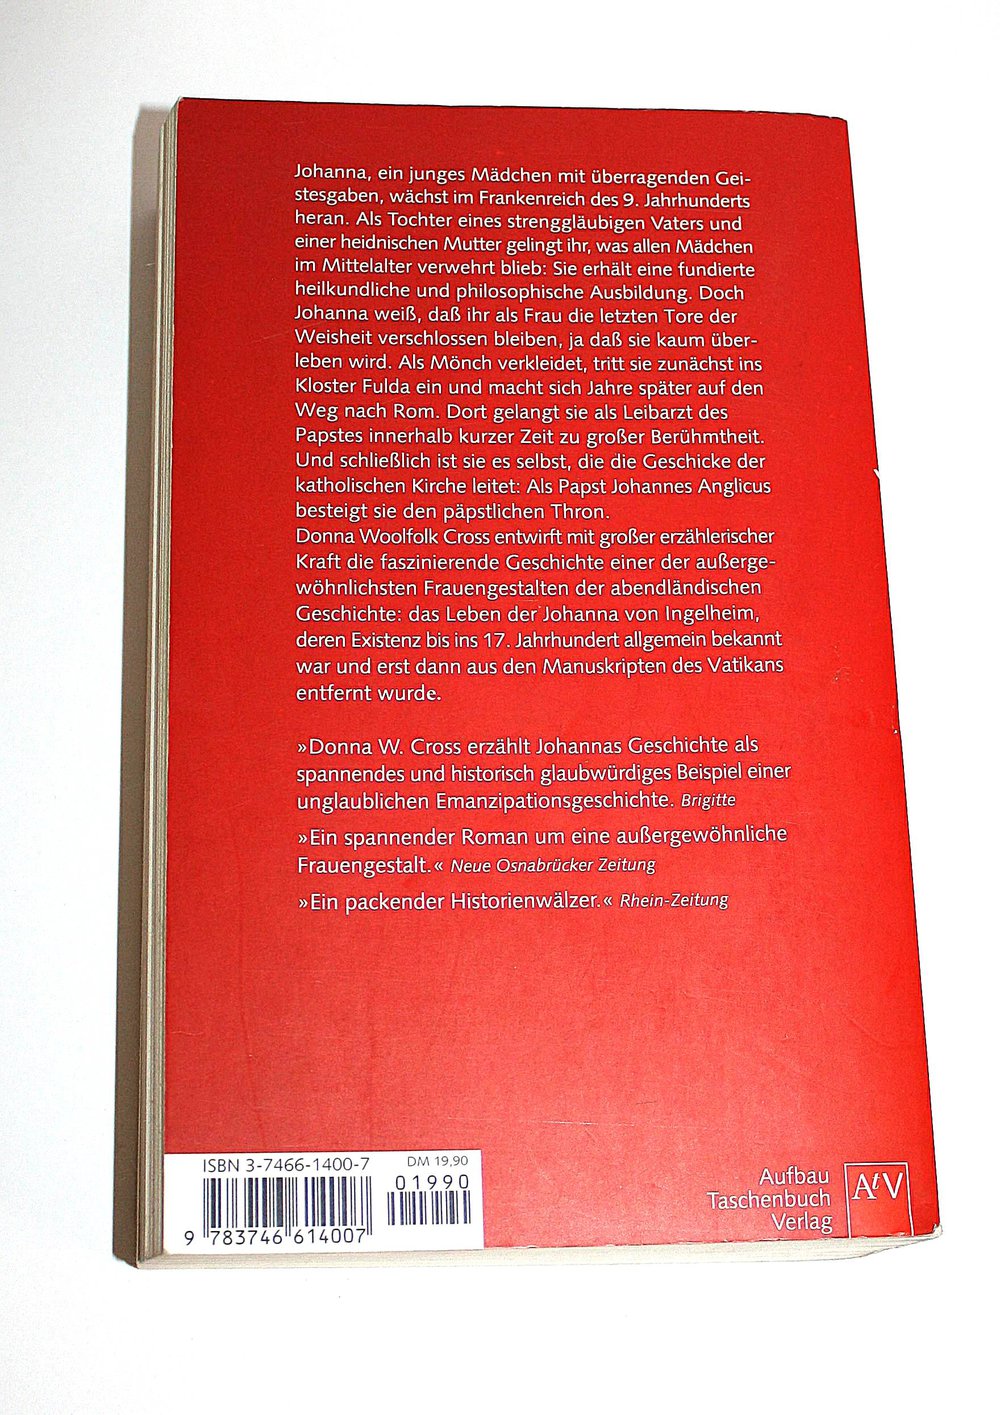 Johanna, ein junges Mädchen mit überragenden Gei-
stesgaben, wächst im Frankenreich des 9. Jahrhunderts
heran. Als Tochter eines strenggläubigen Vaters und
einer heidnischen Mutter gelingt ihr, was allen Mädchen
im Mittelalter verwehrt blieb: Sie erhält eine fundierte
heilkundliche und philosophische Ausbildung. Doch
Johanna weiß, daß ihr als Frau die letzten Tore der
Weisheit verschlossen bleiben, ja daß sie kaum über-
leben wird. Als Mönch verkleidet, tritt sie zunächst ins
Kloster Fulda ein und macht sich Jahre später auf den
Weg nach Rom. Dort gelangt sie als Leibarzt des
Papstes innerhalb kurzer Zeit zu großer Berühmtheit.
Und schließlich ist sie es selbst, die die Geschicke der
katholischen Kirche leitet: Als Papst Johannes Anglicus
besteigt sie den päpstlichen Thron.
Donna Woolfolk Cross entwirft mit großer erzählerischer
Kraft die faszinierende Geschichte einer der außerge-
wöhnlichsten Frauengestalten der abendländischen
Geschichte: das Leben der Johanna von Ingelheim,
deren Existenz bis ins 17. Jahrhundert allgemein bekannt
war und erst dann aus den Manuskripten des Vatikans
entfernt wurde.
»Donna W. Cross erzählt Johannas Geschichte als
spannendes und historisch glaubwürdiges Beispiel einer
unglaublichen Emanzipationsgeschichte. Brigitte
»Ein spannender Roman um eine außergewöhnliche
Frauengestalt.« Neue Osnabrücker Zeitung
»Ein packender Historienwälzer.« Rhein-Zeitung
ISBN 3-7466-1400-7 DM 19,90
01990
9 783746 614007
Aufbau
Taschenbuch
Verlag
AtV